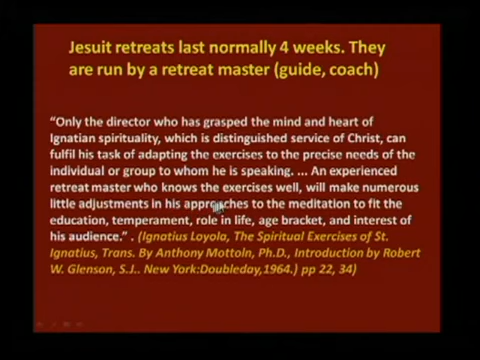 Jesuit retreats last normally 4 weeks. They
are run by a retreat master (guide, coach)
“Only the director who has grasped the mind and heart of
Ignatian spirituality, which is distinguished service of Christ, can
fulfil his task of adapting the exercises to the precise needs of the
individual or group to whom he is speaking. ... An experienced
retreat master who knows the exercises well, will make numerous
little adjustments in his approaches to the meditation to fit the
education, temperament, role in life, age bracket, and interest of
his audience.” . (Ignatius Loyola, The Spiritual Exercises of St.
Ignatius, Trans. By Anthony Mottoln, Ph.D., Introduction by Robert
W. Glenson, S.J.. New York:Doubleday,1964.) pp 22, 34)